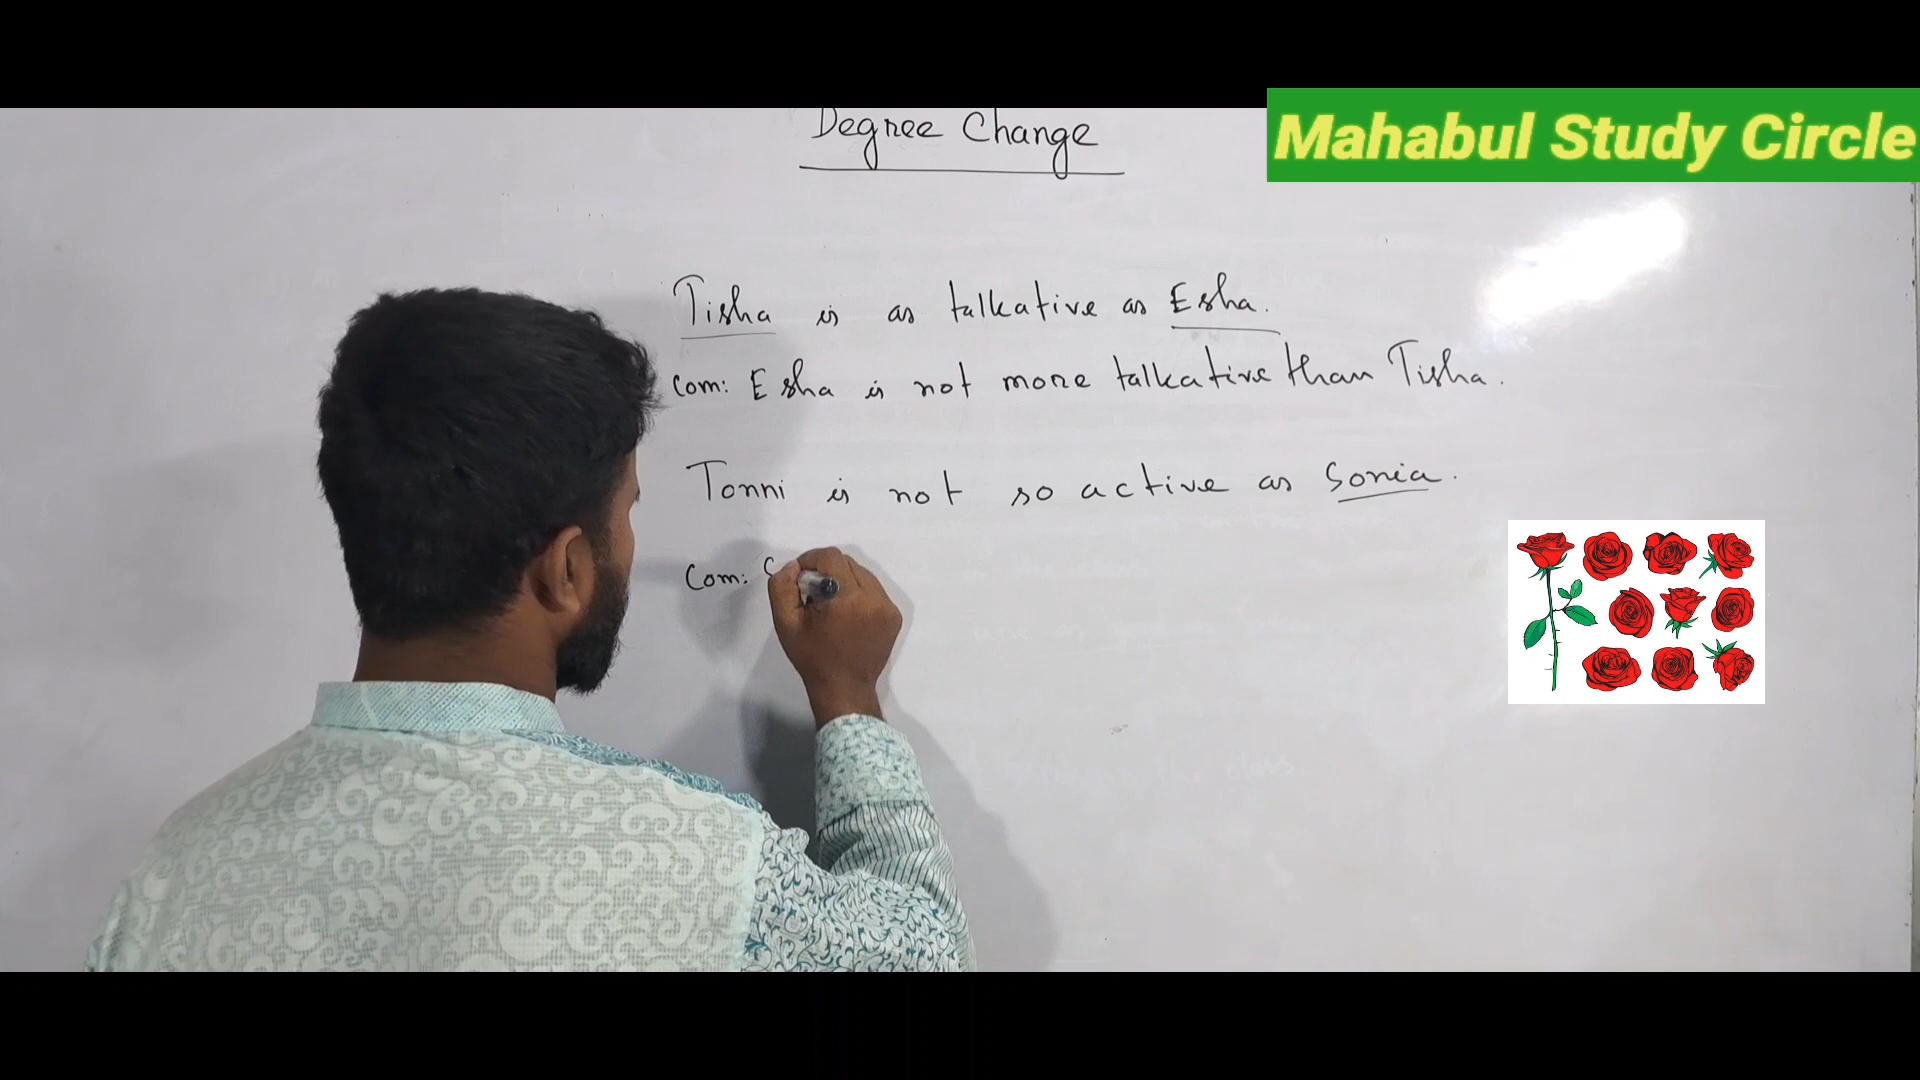 Degree Change
Mahabul Study Circle
Tisha is as talkative as Esha.
Com: Esha is not more talkative than Tisha.
Tonni is not so active as Sonia.
Com: S